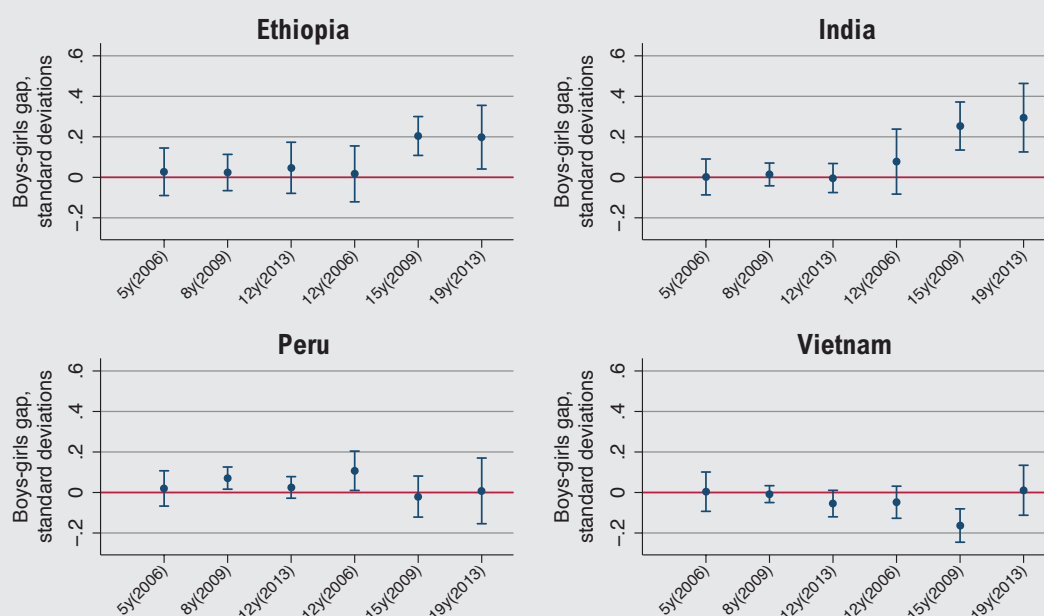 Ethiopia
Boys-girls gap,
standard deviations
.6
.4
.2
0
–.2
5y(2006)
8y(2009)
12y(2013)
12y(2006)
15y(2009)
19y(2013)
India
Boys-girls gap,
standard deviations
.6
.4
.2
0
–.2
5y(2006)
8y(2009)
12y(2013)
12y(2006)
15y(2009)
19y(2013)
Peru
Boys-girls gap,
standard deviations
.6
.4
.2
0
–.2
5y(2006)
8y(2009)
12y(2013)
12y(2006)
15y(2009)
19y(2013)
Vietnam
Boys-girls gap,
standard deviations
.6
.4
.2
0
–.2
5y(2006)
8y(2009)
12y(2013)
12y(2006)
15y(2009)
19y(2013)